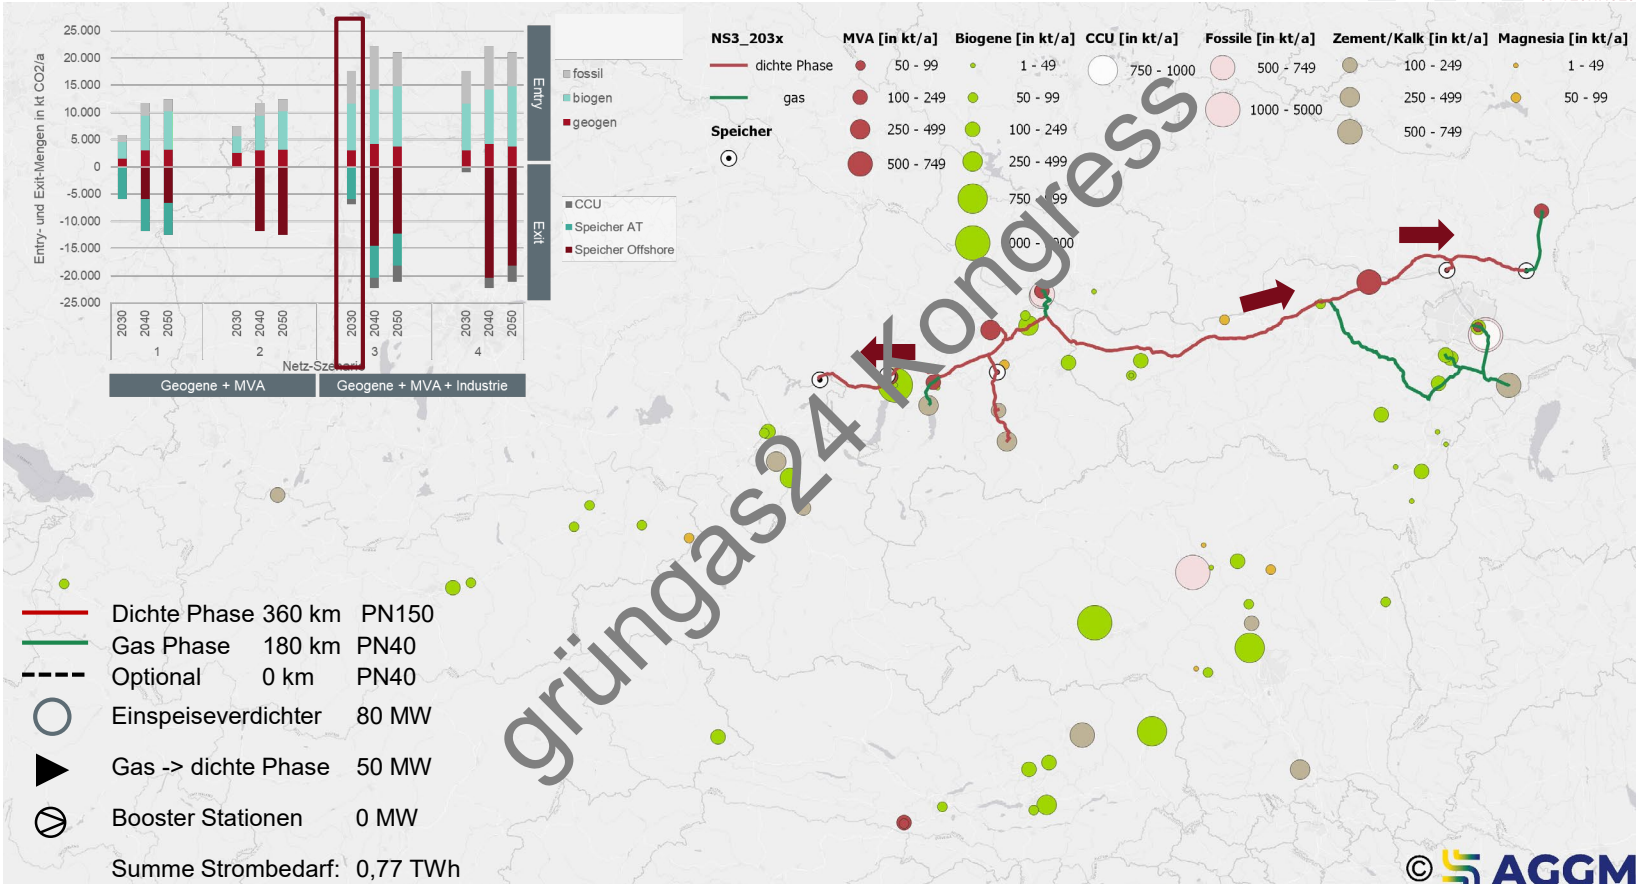 25.000
20.000
15.000
10.000
5.000
0
-5.000
-10.000
-15.000
-20.000
-25.000
Entry- und Exit-Mengen in kt CO2/a
2030 2040 2050 2030 2040 2050 2030 2040 2050 2030 2040 2050
1 2 3 4
Geogene + MVA Geogene + MVA + Industrie
Entry
Exit
fossil
biogen
geogen
CCU
Speicher AT
Speicher Offshore
NS3_203x
dichte Phase
gas
Speicher
MVA [in kt/a]
50 - 99
100 - 249
250 - 499
500 - 749
Biogene [in kt/a]
1 - 49
50 - 99
100 - 249
250 - 499
CCU [in kt/a]
750 - 1000
Fossile [in kt/a]
500 - 749
1000 - 5000
Zement/Kalk [in kt/a]
100 - 249
250 - 499
500 - 749
Magnesia [in kt/a]
1 - 49
50 - 99
grüngas24 Kongress
Dichte Phase 360 km PN150
Gas Phase 180 km PN40
Optional 0 km PN40
Einspeiseverdichter 80 MW
Gas -> dichte Phase 50 MW
Booster Stationen 0 MW
Summe Strombedarf: 0,77 TWh
© AGGM